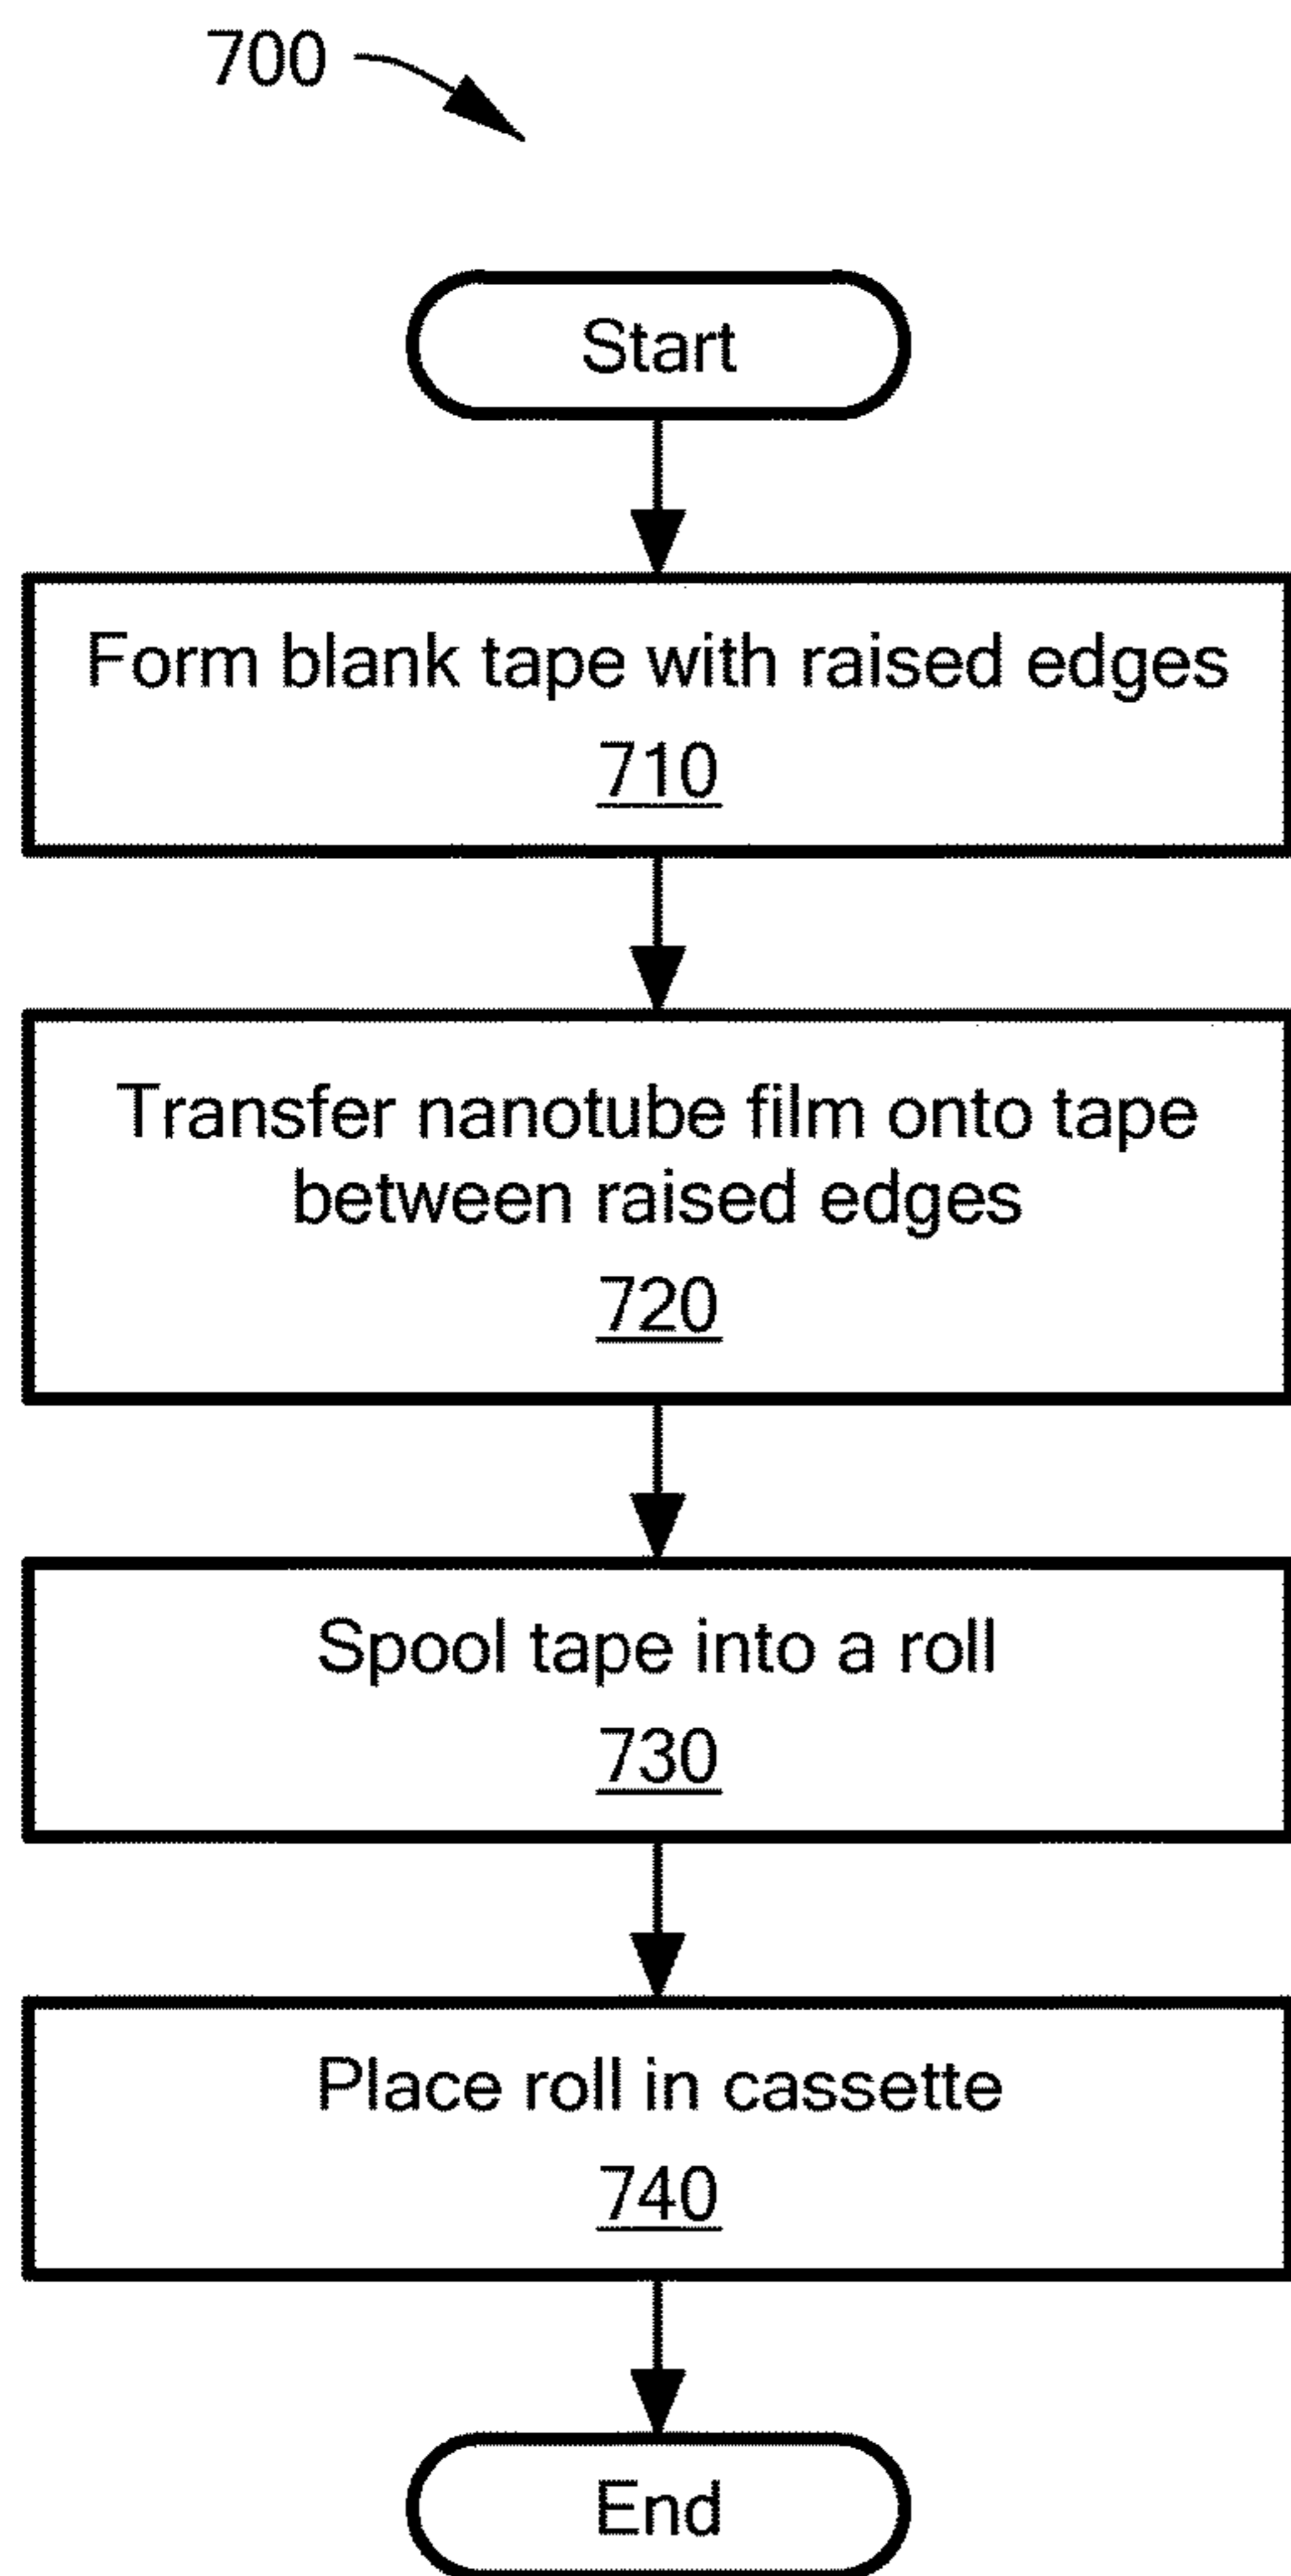 700
Start
Form blank tape with raised edges
710
Transfer nanotube film onto tape
between raised edges
720
Spool tape into a roll
730
Place roll in cassette
740
End